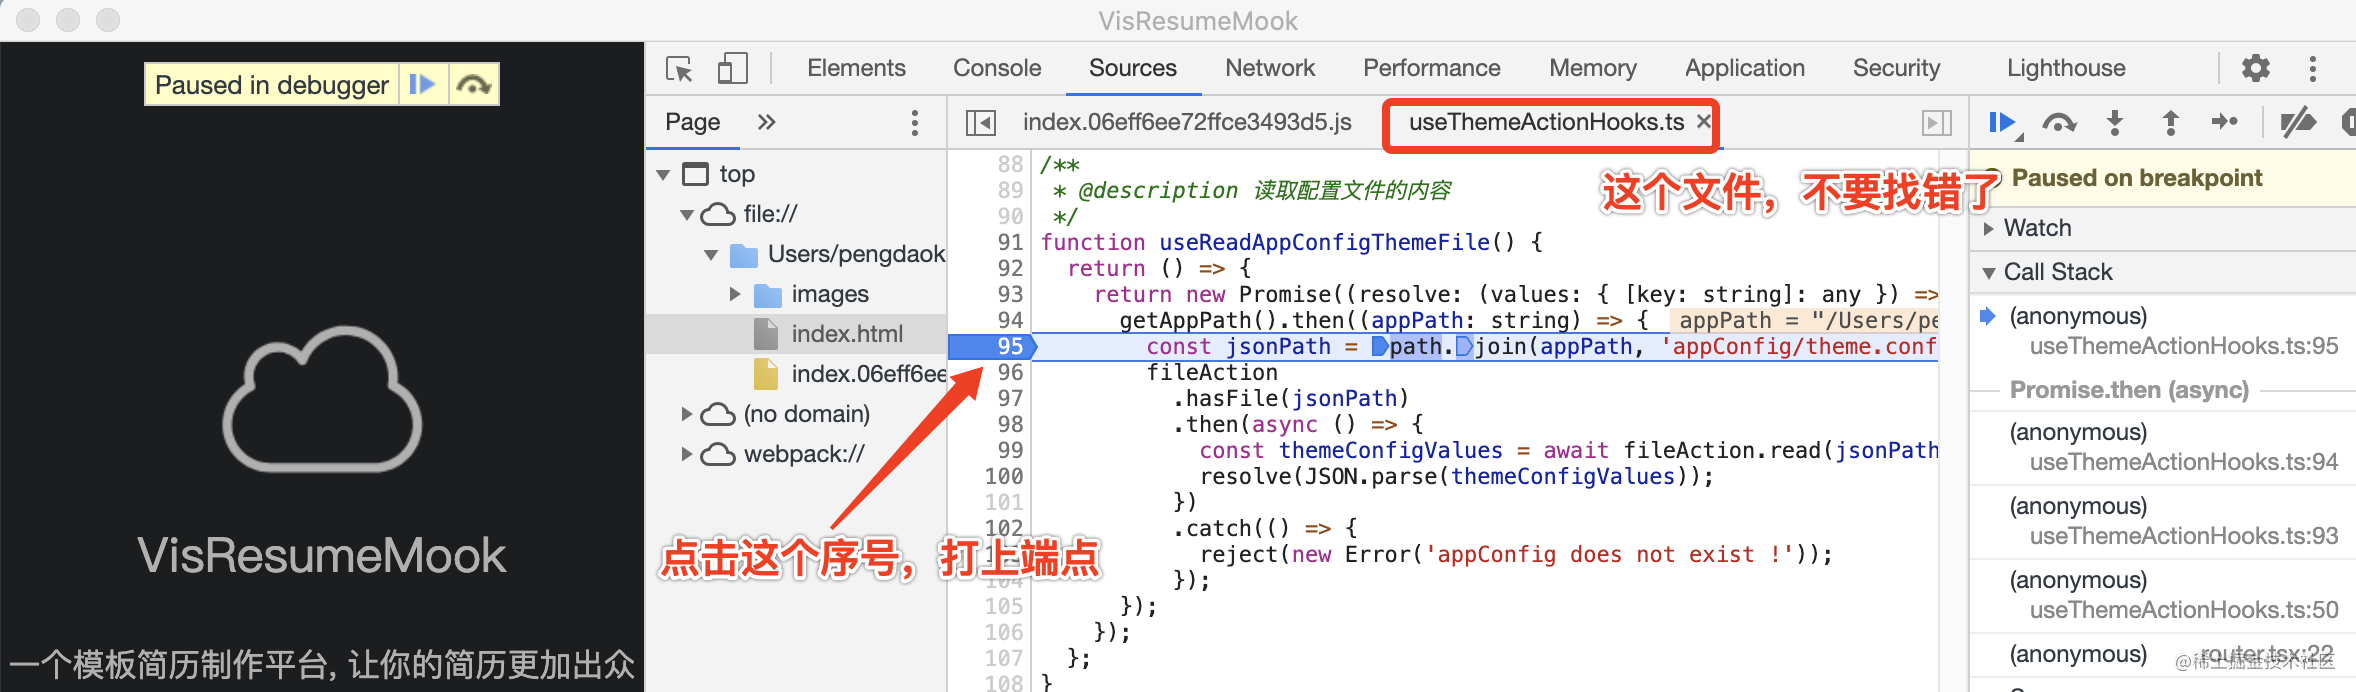 VisResumeMook
Paused in debugger
VisResumeMook
一个模板简历制作平台, 让你的简历更加出众
Elements Console Sources Network Performance Memory Application Security Lighthouse
Page
top
file://
Users/pengdaok
images
index.html
index.06eff6ee
(no domain)
webpack://
点击这个序号，打上端点
index.06eff6ee72ffce3493d5.js useThemeActionHooks.ts
这个文件，不要找错了
88 /**
89 * @description 读取配置文件的内容
90 */
91 function useReadAppConfigThemeFile() {
92 return () => {
93 return new Promise((resolve: (values: { [key: string]: any }) =>
94 getAppPath().then((appPath: string) => { appPath = "/Users/pe
95 const jsonPath = path.join(appPath, 'appConfig/theme.conf
96 fileAction
97 .hasFile(jsonPath)
98 .then(async () => {
99 const themeConfigValues = await fileAction.read(jsonPath
100 resolve(JSON.parse(themeConfigValues));
101 })
102 .catch(() => {
reject(new Error('appConfig does not exist !'));
104 });
105 });
106 });
107 };
108 }
Paused on breakpoint
Watch
Call Stack
(anonymous)
useThemeActionHooks.ts:95
Promise.then (async)
(anonymous)
useThemeActionHooks.ts:94
(anonymous)
useThemeActionHooks.ts:93
(anonymous)
useThemeActionHooks.ts:50
(anonymous)
router.tsx:22
@稀土掘金技术社区